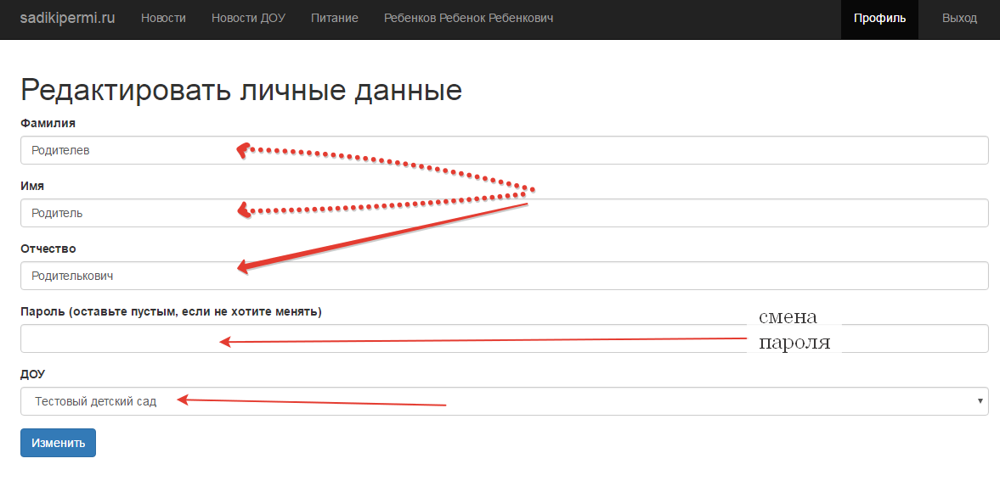 sadikipermi.ru Новости Новости ДОУ Питание Ребенков Ребенок Ребенкович Профиль Выход
Редактировать личные данные
Фамилия
Родителев
Имя
Родитель
Отчество
Родителькович
Пароль (оставьте пустым, если не хотите менять)
смена
пароля
ДОУ
Тестовый детский сад
Изменить